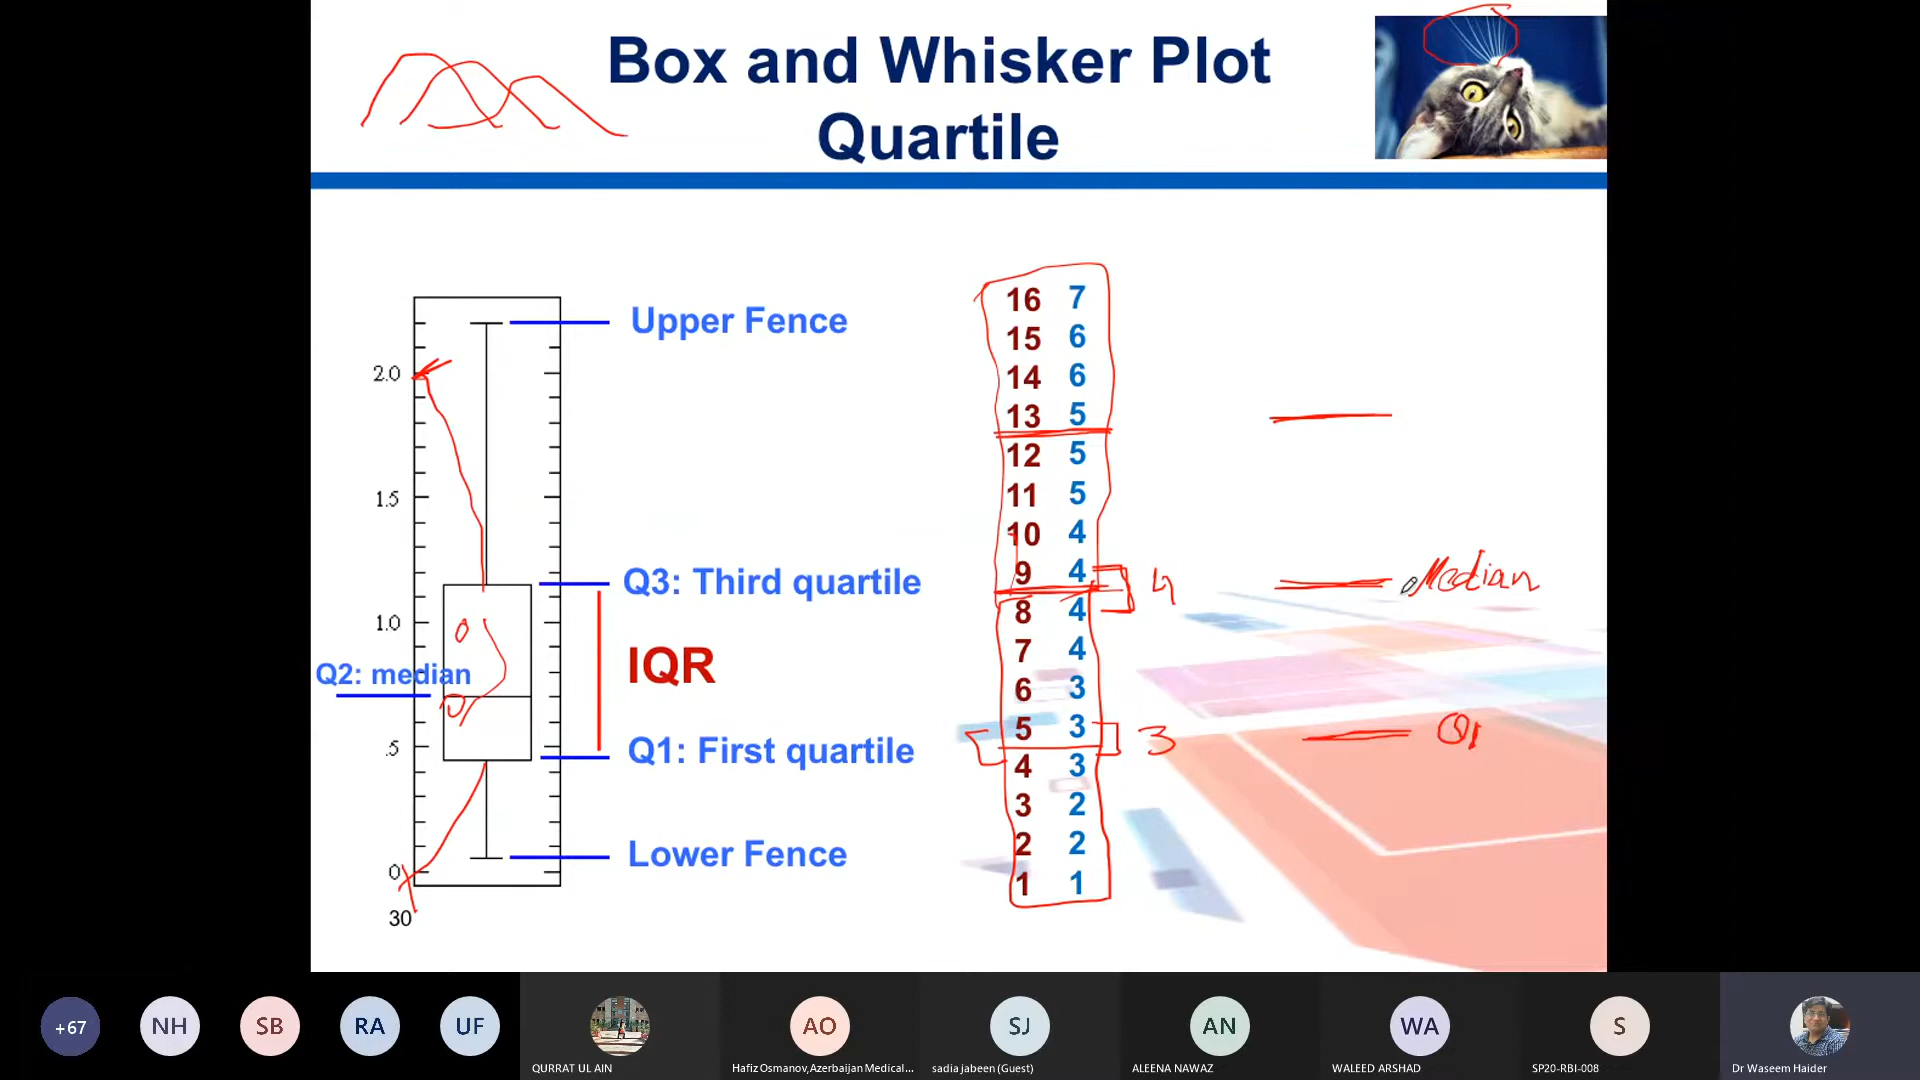 Box and Whisker Plot
Quartile
Upper Fence
2.0
1.5
Q3: Third quartile
1.0
IQR
Q2: median
.5
Q1: First quartile
Lower Fence
0
30
16 7
15 6
14 6
13 5
12 5
11 5
10 4
9 4
8 4
7 4
6 3
5 3
4 3
3 2
2 2
1 1
4
Median
3
Q1
+67
NH
SB
RA
UF
QURRAT UL AIN
AO
Hafiz Osmanov,Azerbaijan Medical...
SJ
sadia jabeen (Guest)
AN
ALEENA NAWAZ
WA
WALEED ARSHAD
S
SP20-RBI-008
Dr Waseem Haider